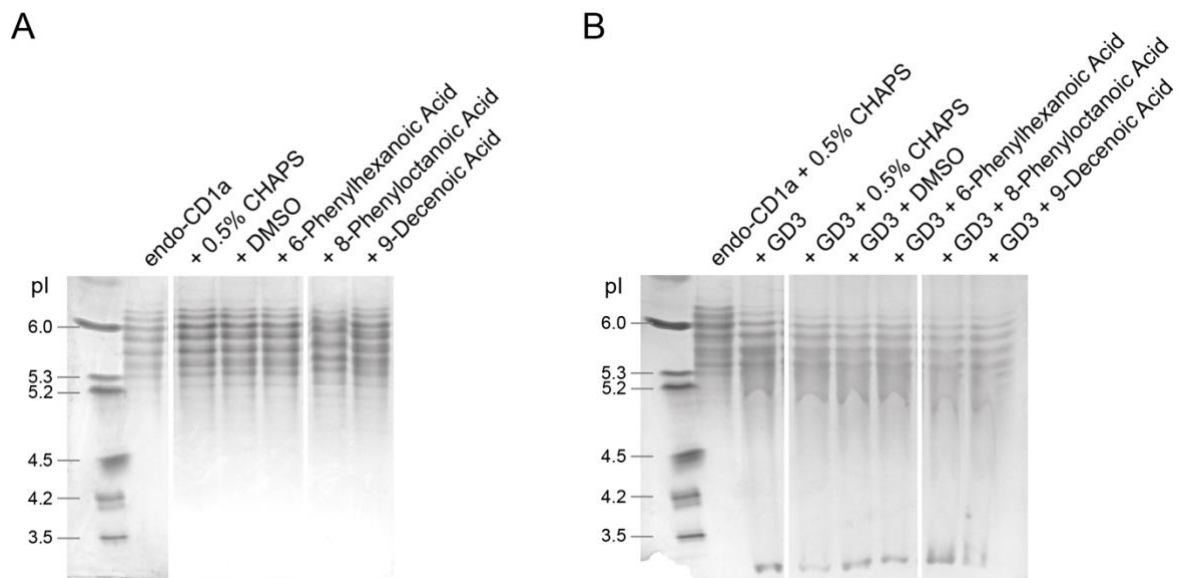 A
endo-CD1a
+ 0.5% CHAPS
+ DMSO
+ 6-Phenylhexanoic Acid
+ 8-Phenyloctanoic Acid
+ 9-Decenoic Acid
pI
6.0
5.3
5.2
4.5
4.2
3.5
B
endo-CD1a + 0.5% CHAPS
+ GD3
+ GD3 + 0.5% CHAPS
+ GD3 + DMSO
+ GD3 + 6-Phenylhexanoic Acid
+ GD3 + 8-Phenyloctanoic Acid
+ GD3 + 9-Decenoic Acid
pI
6.0
5.3
5.2
4.5
4.2
3.5